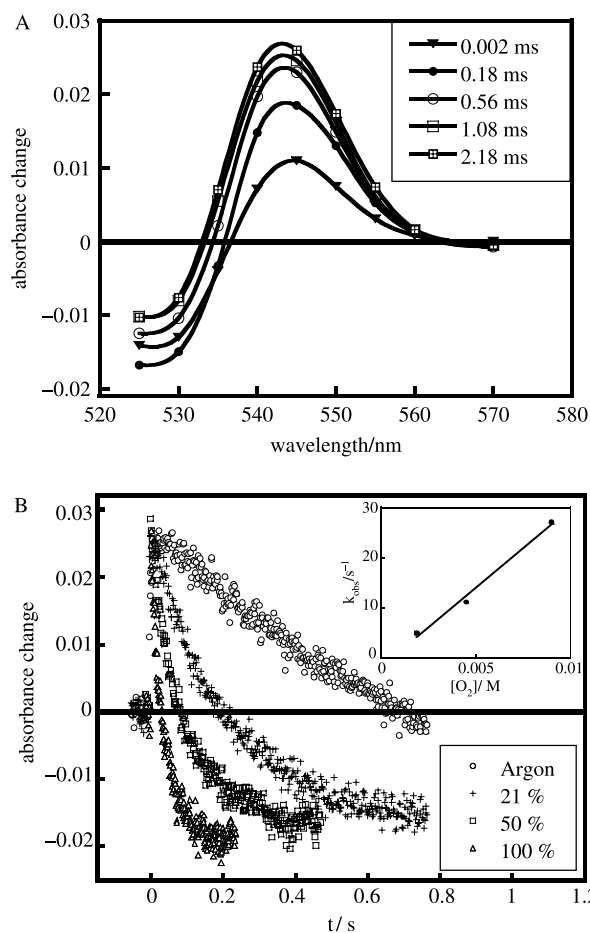 A
0.03
0.02
0.01
0
−0.01
−0.02
absorbance change
0.002 ms
0.18 ms
0.56 ms
1.08 ms
2.18 ms
520 530 540 550 560 570 580
wavelength/nm
B
0.03
0.02
0.01
0
−0.01
−0.02
absorbance change
30
20
10
0
k_obs/s⁻¹
0 0.005 0.01
[O₂]/ M
Argon
21 %
50 %
100 %
0 0.2 0.4 0.6 0.8 1 1.2
t/ s